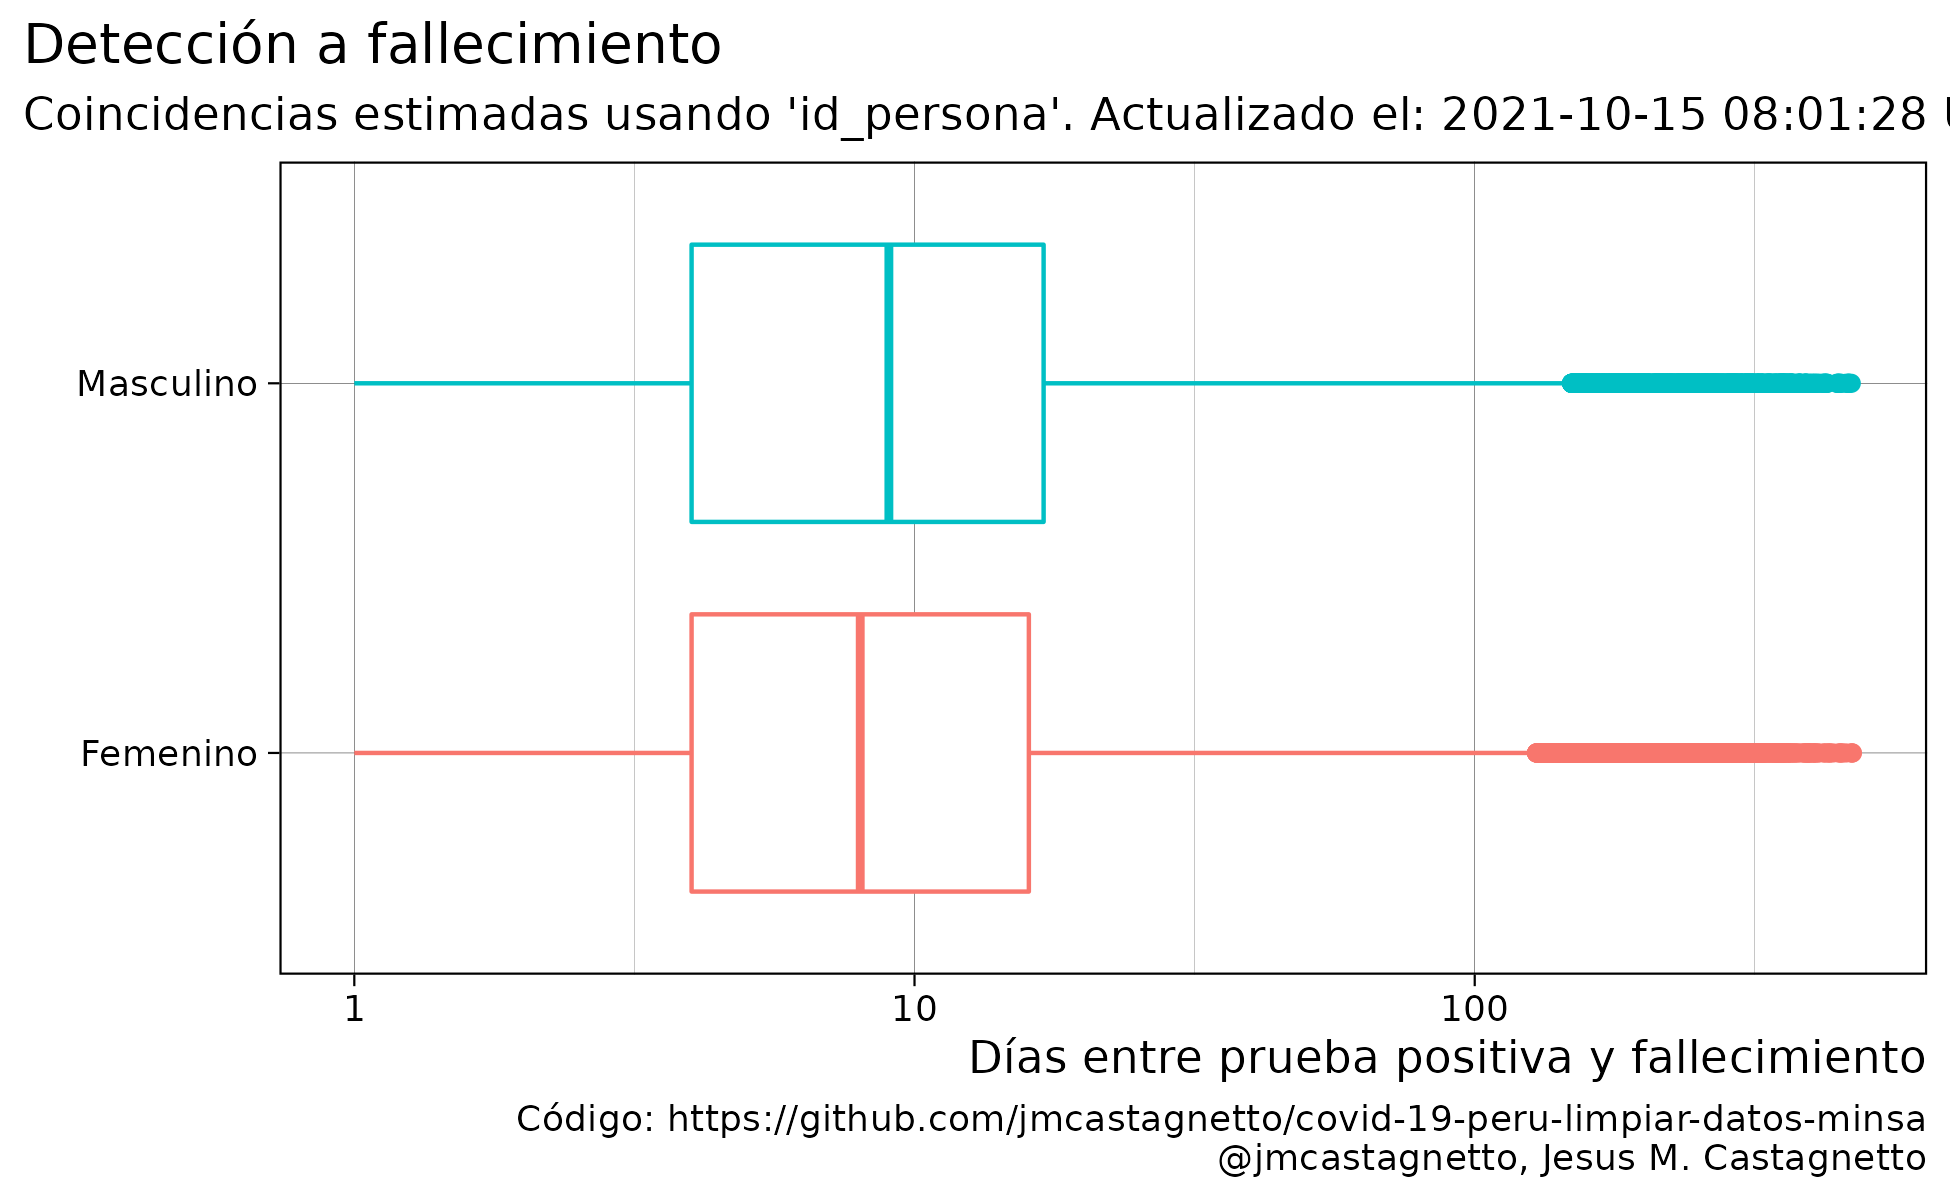 Detección a fallecimiento
Coincidencias estimadas usando 'id_persona'. Actualizado el: 2021-10-15 08:01:28
Masculino
Femenino
1 10 100
Días entre prueba positiva y fallecimiento
Código: https://github.com/jmcastagnetto/covid-19-peru-limpiar-datos-minsa
@jmcastagnetto, Jesus M. Castagnetto